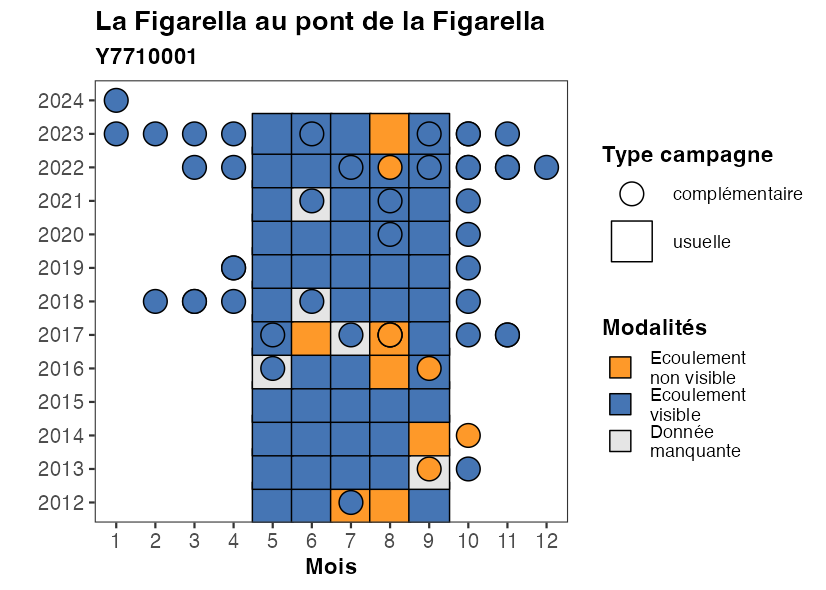 La Figarella au pont de la Figarella
Y7710001
2024
2023
2022
2021
2020
2019
2018
2017
2016
2015
2014
2013
2012
1 2 3 4 5 6 7 8 9 10 11 12
Mois
Type campagne
complémentaire
usuelle
Modalités
Ecoulement
non visible
Ecoulement
visible
Donnée
manquante